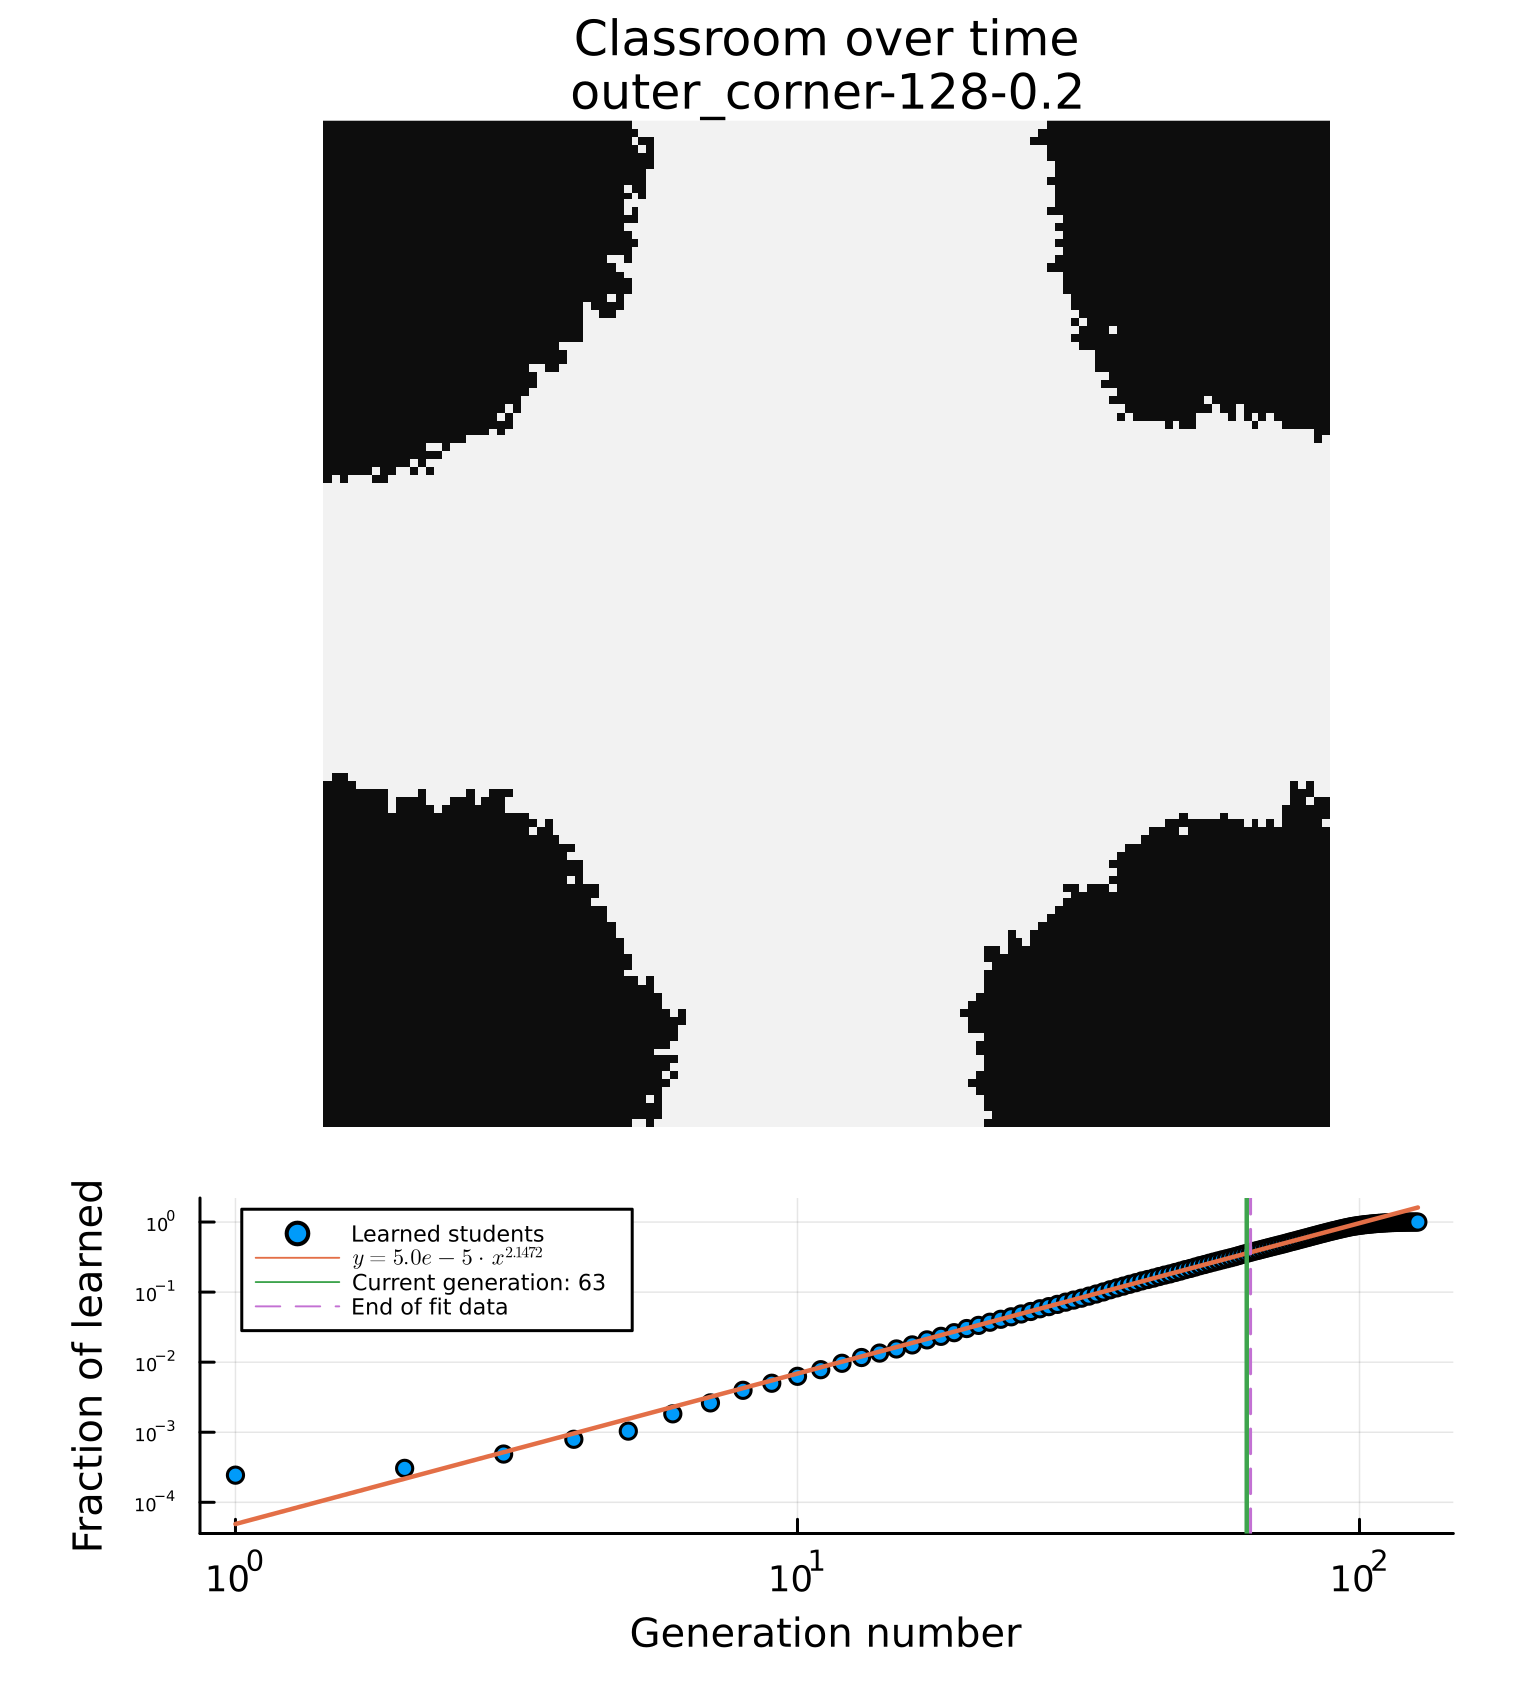 Classroom over time
outer_corner-128-0.2
Fraction of learned
10^0
10^-1
10^-2
10^-3
10^-4
Learned students
y = 5.0e − 5 · x^2.1472
Current generation: 63
End of fit data
10^0 10^1 10^2
Generation number